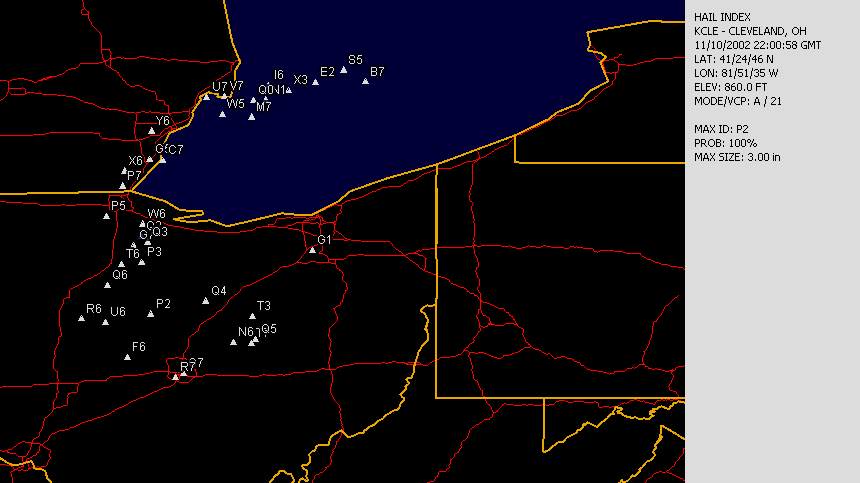 HAIL INDEX
KCLE - CLEVELAND, OH
11/10/2002 22:00:58 GMT
LAT: 41/24/46 N
LON: 81/51/35 W
ELEV: 860.0 FT
MODE/VCP: A / 21
MAX ID: P2
PROB: 100%
MAX SIZE: 3.00 in
S5
E2
B7
I6
X3
U7
V7
N1
W5
M7
Y6
C7
X6
P7
P5
W6
Q3
T6
P3
Q6
G1
Q4
R6
U6
P2
T3
N6
Q5
F6
R7